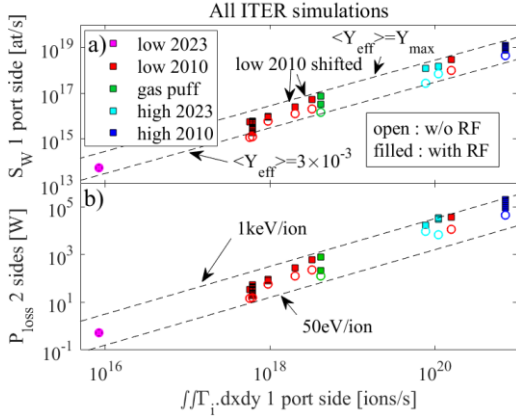 All ITER simulations
S_W 1 port side [at/s]
10^19
10^17
10^15
10^13
a)
low 2023
low 2010
gas puff
high 2023
high 2010
<Y_eff>=Y_max
low 2010 shifted
<Y_eff>=3×10^-3
open : w/o RF
filled : with RF
P_loss 2 sides [W]
10^5
10^3
10^1
10^-1
b)
1keV/ion
50eV/ion
10^16
10^18
10^20
∫∫Γ_i.dxdy 1 port side [ions/s]